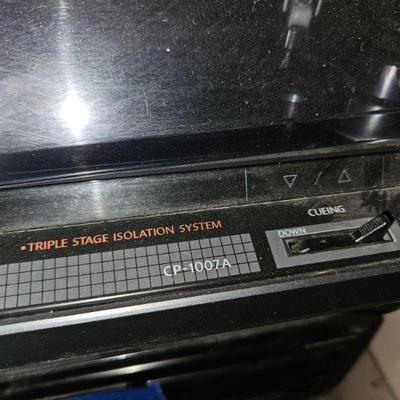 ▽ / △
CUEING
DOWN
▪TRIPLE STAGE ISOLATION SYSTEM
CP-1007A